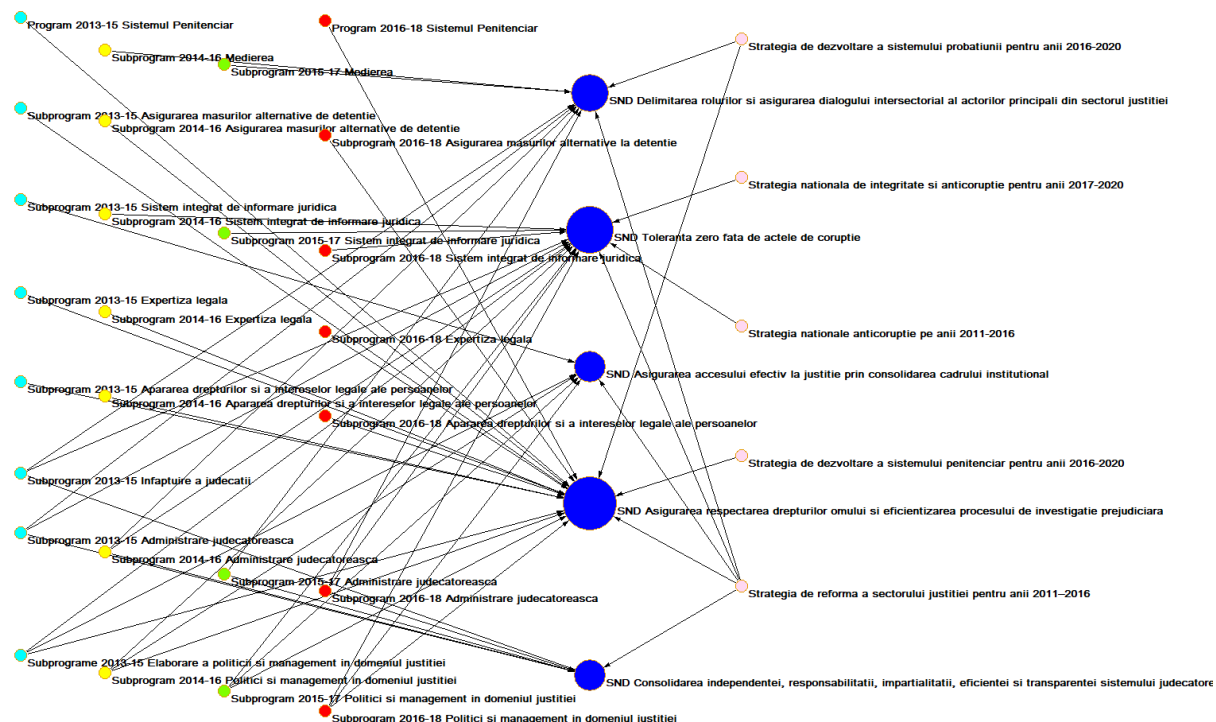 Program 2013-15 Sistemul Penitenciar
Program 2016-18 Sistemul Penitenciar
Strategia de dezvoltare a sistemului probatiunii pentru anii 2016-2020
Subprogram 2014-16 Medierea
Subprogram 2015-17 Medierea
SND Delimitarea rolurilor si asigurarea dialogului intersectorial al actorilor principali din sectorul justitiei
Subprogram 2013-15 Asigurarea masurilor alternative de detentie
Subprogram 2014-16 Asigurarea masurilor alternative de detentie
Subprogram 2016-18 Asigurarea masurilor alternative la detentie
Strategia nationala de integritate si anticoruptie pentru anii 2017-2020
Subprogram 2013-15 Sistem integrat de informare juridica
Subprogram 2014-16 Sistem integrat de informare juridica
Subprogram 2015-17 Sistem integrat de informare juridica
SND Toleranta zero fata de actele de coruptie
Subprogram 2016-18 Sistem integrat de informare juridica
Subprogram 2013-15 Expertiza legala
Subprogram 2014-16 Expertiza legala
Strategia nationale anticoruptie pe anii 2011-2016
Subprogram 2016-18 Expertiza legala
SND Asigurarea accesului efectiv la justitie prin consolidarea cadrului institutional
Subprogram 2013-15 Apararea drepturilor si a intereselor legale ale persoanelor
Subprogram 2014-16 Apararea drepturilor si a intereselor legale ale persoanelor
Subprogram 2016-18 Apararea drepturilor si a intereselor legale ale persoanelor
Strategia de dezvoltare a sistemului penitenciar pentru anii 2016-2020
Subprogram 2013-15 Infaptuire a judecatii
SND Asigurarea respectarea drepturilor omului si eficientizarea procesului de investigatie prejudiciara
Subprogram 2013-15 Administrare judecatoreasca
Subprogram 2014-16 Administrare judecatoreasca
Subprogram 2015-17 Administrare judecatoreasca
Strategia de reforma a sectorului justitiei pentru anii 2011–2016
Subprogram 2016-18 Administrare judecatoreasca
Subprograme 2013-15 Elaborare a politicii si management in domeniul justitiei
Subprogram 2014-16 Politici si management in domeniul justitiei
SND Consolidarea independentei, responsabilitatii, impartialitatii, eficientei si transparentei sistemului judecatore
Subprogram 2015-17 Politici si management in domeniul justitiei
Subprogram 2016-18 Politici si management in domeniul justitiei